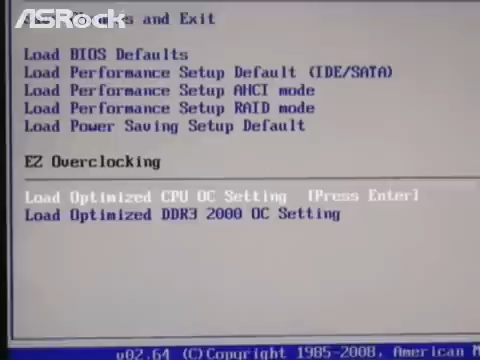 ASRock
s and Exit
Load BIOS Defaults
Load Performance Setup Default (IDE/SATA)
Load Performance Setup AHCI mode
Load Performance Setup RAID mode
Load Power Saving Setup Default
EZ Overclocking
Load Optimized CPU OC Setting [Press Enter]
Load Optimized DDR3 2000 OC Setting
v02.64 (C)Copyright 1985-2008, American M